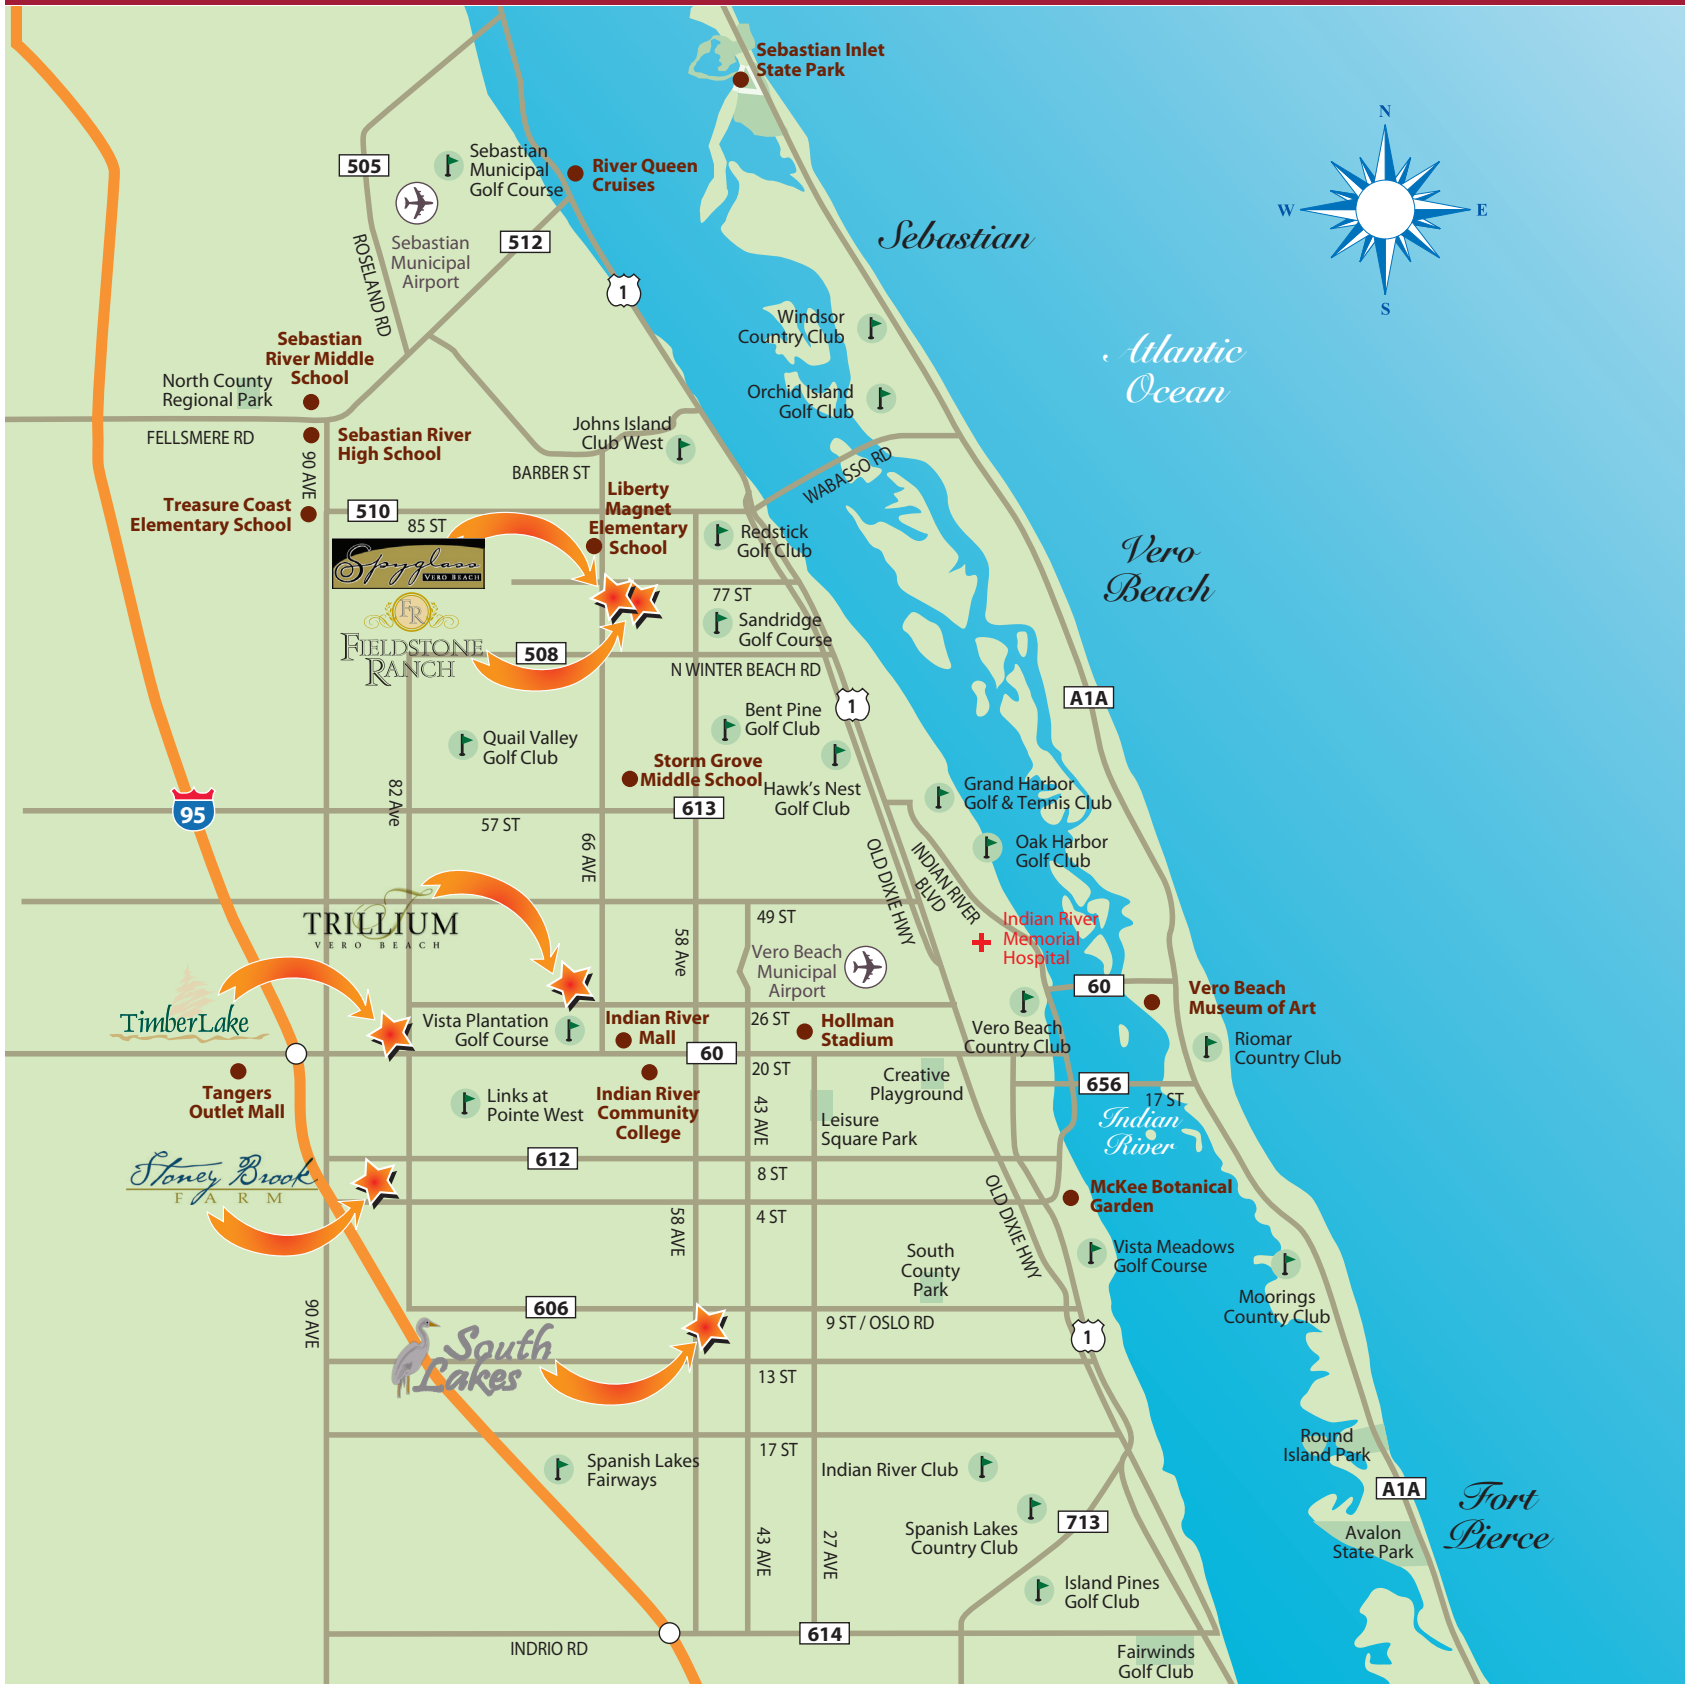 Sebastian Inlet
State Park
N
W
E
S
505
Sebastian
Municipal
Golf Course
River Queen
Cruises
Sebastian
Municipal
Airport
512
ROSELAND RD
1
Sebastian
Windsor
Country Club
Atlantic
Ocean
Orchid Island
Golf Club
Sebastian
River Middle
School
North County
Regional Park
FELLSMERE RD
Sebastian River
High School
90 AVE
Johns Island
Club West
BARBER ST
WABASSO RD
Treasure Coast
Elementary School
510
85 ST
Liberty
Magnet
Elementary
School
Redstick
Golf Club
Vero
Beach
Spyglass
VERO BEACH
FR
FIELDSTONE
RANCH
77 ST
Sandridge
Golf Course
508
N WINTER BEACH RD
A1A
1
Bent Pine
Golf Club
Quail Valley
Golf Club
Storm Grove
Middle School
Hawk's Nest
Golf Club
Grand Harbor
Golf & Tennis Club
82 Ave
95
613
57 ST
66 AVE
OLD DIXIE HWY
INDIAN RIVER
BLVD
Oak Harbor
Golf Club
T
TRILLIUM
VERO BEACH
49 ST
58 Ave
Vero Beach
Municipal
Airport
Indian River
Memorial
Hospital
60
Vero Beach
Museum of Art
TimberLake
Vista Plantation
Golf Course
Indian River
Mall
26 ST
Hollman
Stadium
Vero Beach
Country Club
Riomar
Country Club
60
20 ST
Tangers
Outlet Mall
Links at
Pointe West
Indian River
Community
College
43 AVE
Creative
Playground
Leisure
Square Park
656
17 ST
Indian
River
612
8 ST
Stoney Brook
FARM
4 ST
58 AVE
OLD DIXIE HWY
McKee Botanical
Garden
South
County
Park
Vista Meadows
Golf Course
Moorings
Country Club
90 AVE
606
9 ST / OSLO RD
1
South
Lakes
13 ST
17 ST
Spanish Lakes
Fairways
Indian River Club
Round
Island Park
A1A
Fort
Pierce
Spanish Lakes
Country Club
713
Avalon
State Park
43 AVE
27 AVE
Island Pines
Golf Club
614
INDRIO RD
Fairwinds
Golf Club